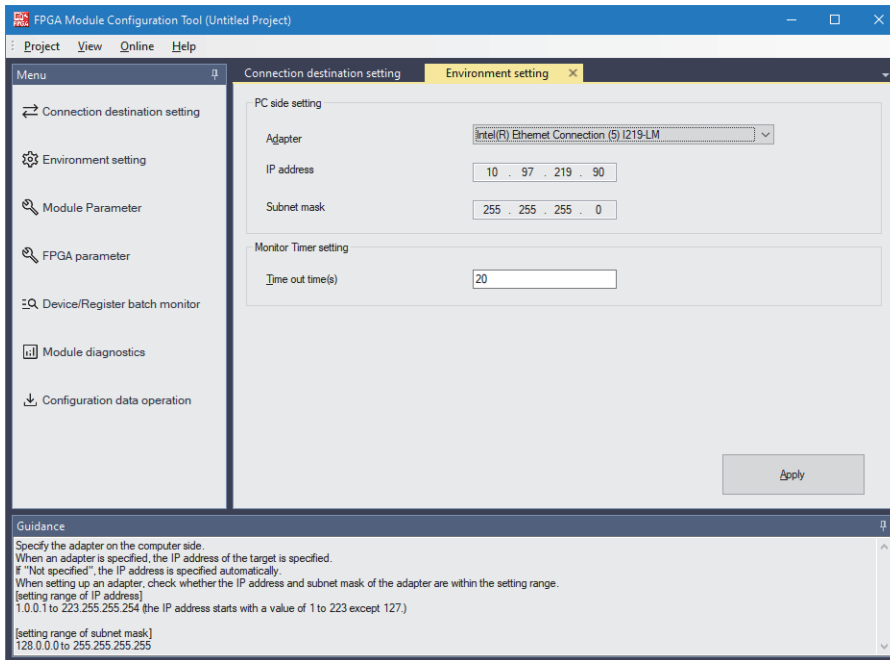 FPGA Module Configuration Tool (Untitled Project)
Project View Online Help
Menu
Connection destination setting
Environment setting
Module Parameter
FPGA parameter
Device/Register batch monitor
Module diagnostics
Configuration data operation
Connection destination setting Environment setting
PC side setting
Adapter Intel(R) Ethernet Connection (5) I219-LM
IP address 10 . 97 . 219 . 90
Subnet mask 255 . 255 . 255 . 0
Monitor Timer setting
Time out time(s) 20
Apply
Guidance
Specify the adapter on the computer side.
When an adapter is specified, the IP address of the target is specified.
If "Not specified", the IP address is specified automatically.
When setting up an adapter, check whether the IP address and subnet mask of the adapter are within the setting range.
[setting range of IP address]
1.0.0.1 to 223.255.255.254 (the IP address starts with a value of 1 to 223 except 127.)
[setting range of subnet mask]
128.0.0.0 to 255.255.255.255